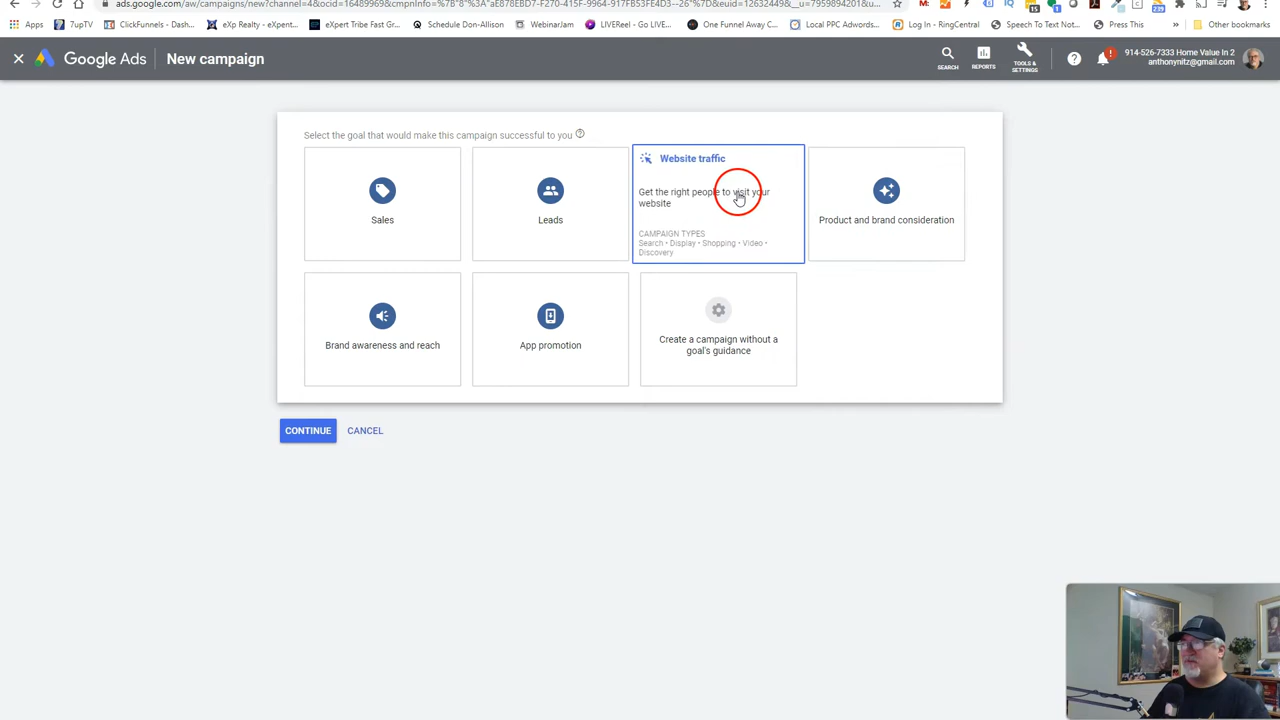 ads.google.com/aw/campaigns/new?channel=4&ocid=16489969&cmpnInfo=%7B"8"%3A"aE878EBD7-F270-415F-9964-917FB53FE4D3--26"%7D&euid=12632449&__u=7959894201&u...
Apps
7upTV
ClickFunnels - Dash...
eXp Realty - eXpent...
eXpert Tribe Fast Gr...
Schedule Don-Allison
WebinarJam
LIVEReel | Go LIVE...
One Funnel Away C...
Local PPC Adwords...
Log In • RingCentral
Speech To Text Not...
Press This
»
Other bookmarks
Google Ads
New campaign
SEARCH
REPORTS
TOOLS & SETTINGS
914-526-7333 Home Value In 2
anthonynitz@gmail.com
Select the goal that would make this campaign successful to you
Sales
Leads
Website traffic
Get the right people to visit your
website
CAMPAIGN TYPES
Search • Display • Shopping • Video •
Discovery
Product and brand consideration
Brand awareness and reach
App promotion
Create a campaign without a
goal's guidance
CONTINUE
CANCEL